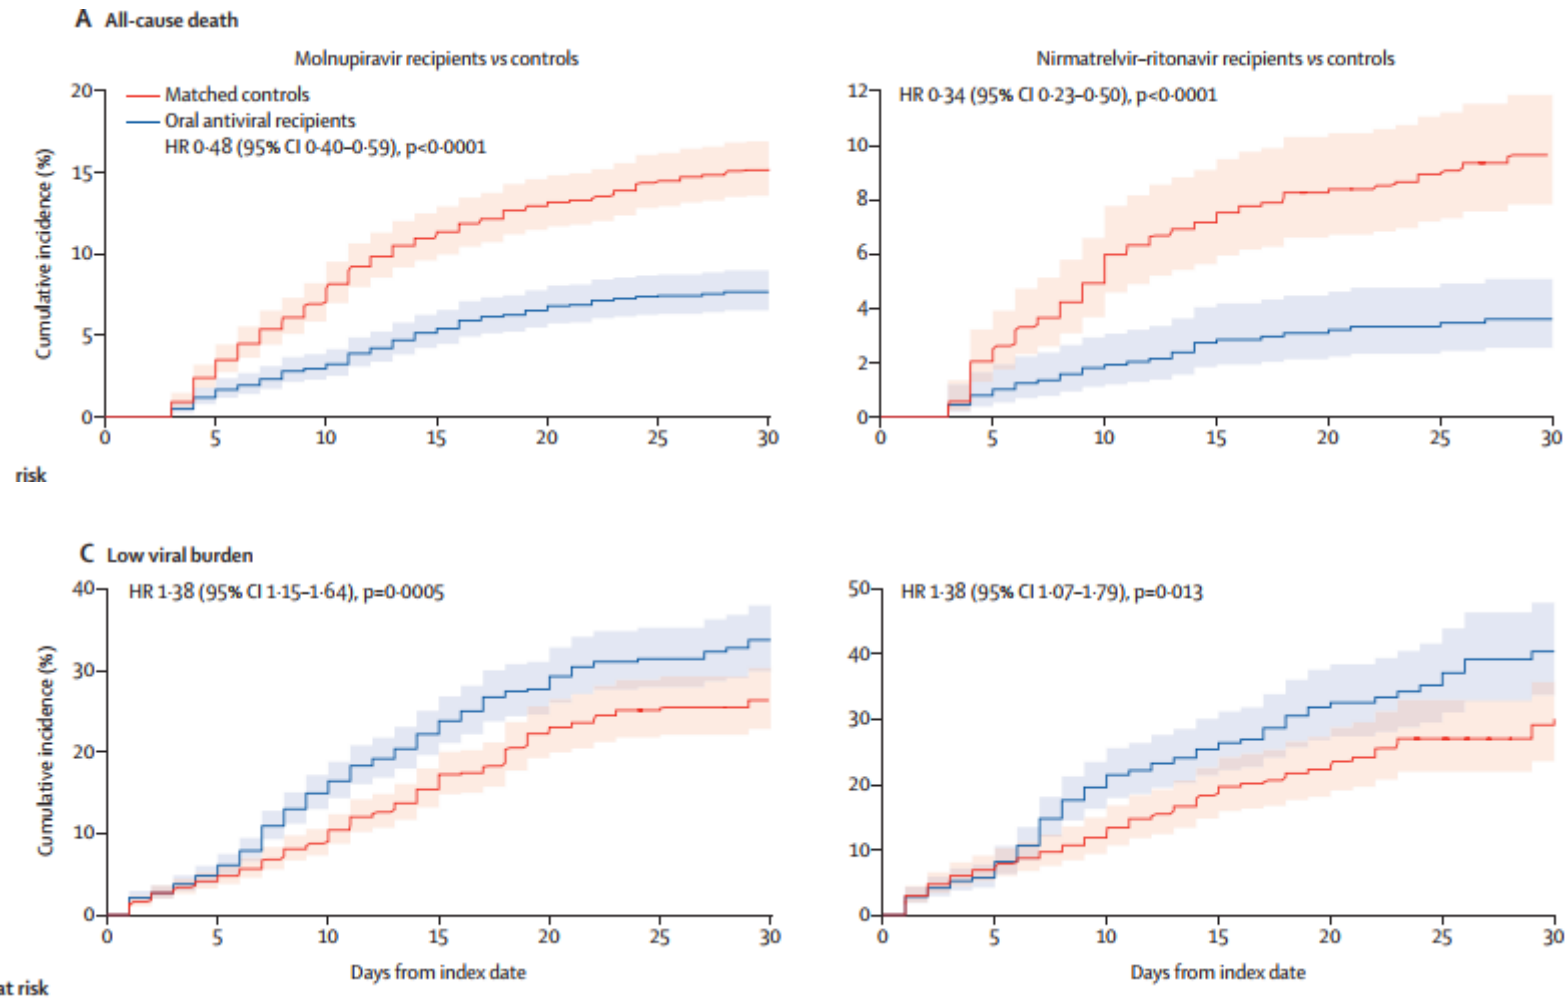 A All-cause death
Molnupiravir recipients vs controls
Nirmatrelvir–ritonavir recipients vs controls
Matched controls
Oral antiviral recipients
HR 0·48 (95% CI 0·40–0·59), p<0·0001
HR 0·34 (95% CI 0·23–0·50), p<0·0001
Cumulative incidence (%)
20
15
10
5
0
0 5 10 15 20 25 30
12
10
8
6
4
2
0
0 5 10 15 20 25 30
risk
C Low viral burden
HR 1·38 (95% CI 1·15–1·64), p=0·0005
HR 1·38 (95% CI 1·07–1·79), p=0·013
Cumulative incidence (%)
40
30
20
10
0
0 5 10 15 20 25 30
Days from index date
50
40
30
20
10
0
0 5 10 15 20 25 30
Days from index date
at risk